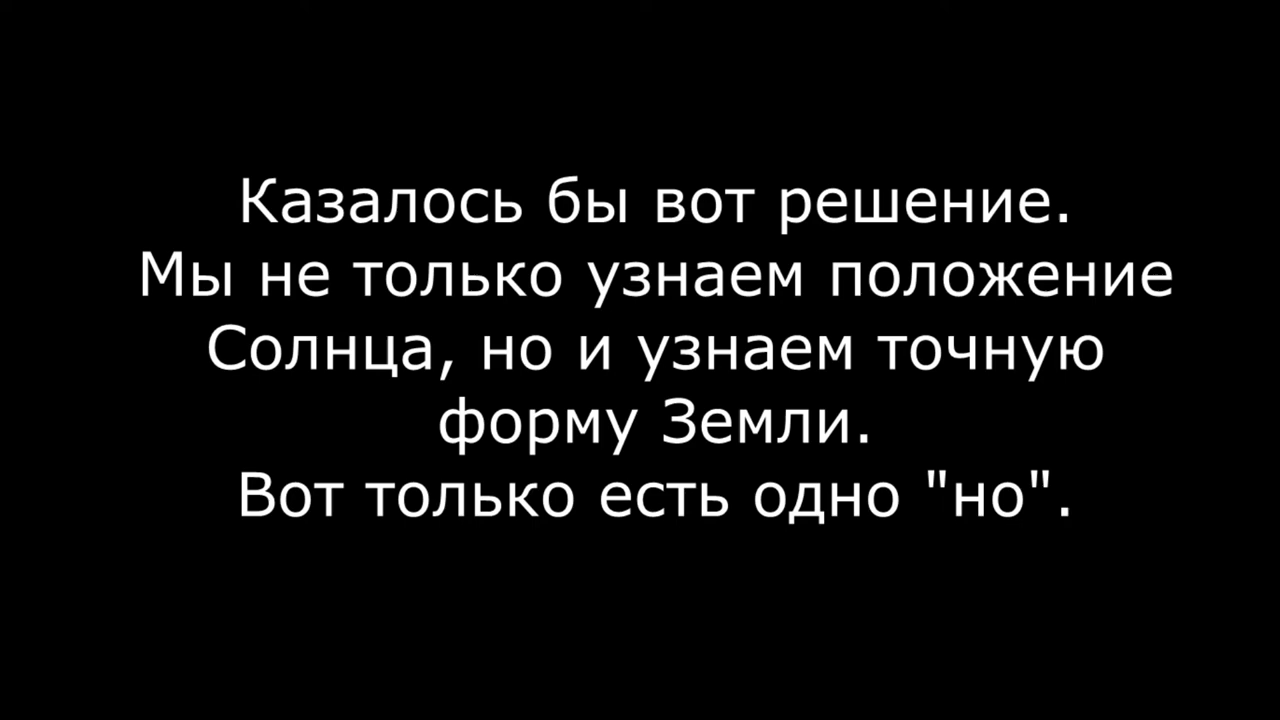 Казалось бы вот решение.
Мы не только узнаем положение
Солнца, но и узнаем точную
форму Земли.
Вот только есть одно "но".